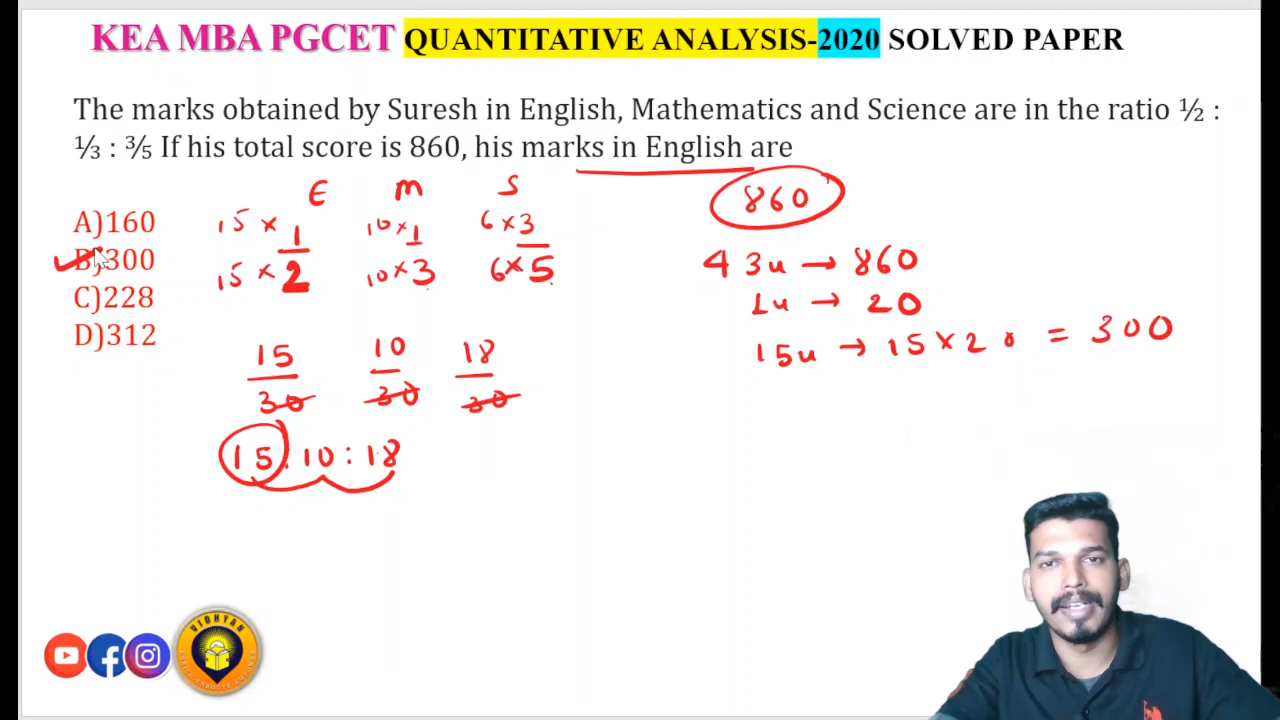 KEA MBA PGCET QUANTITATIVE ANALYSIS-2020 SOLVED PAPER
The marks obtained by Suresh in English, Mathematics and Science are in the ratio ½ :
⅓ : ⅗ If his total score is 860, his marks in English are
A)160
B)300
C)228
D)312
E M S
15 × 1 10 × 1 6 × 3
15 × 2 10 × 3 6 × 5
15 10 18
30 30 30
15 : 10 : 18
860
43u → 860
1u → 20
15u → 15 × 20 = 300
VIDHYAN